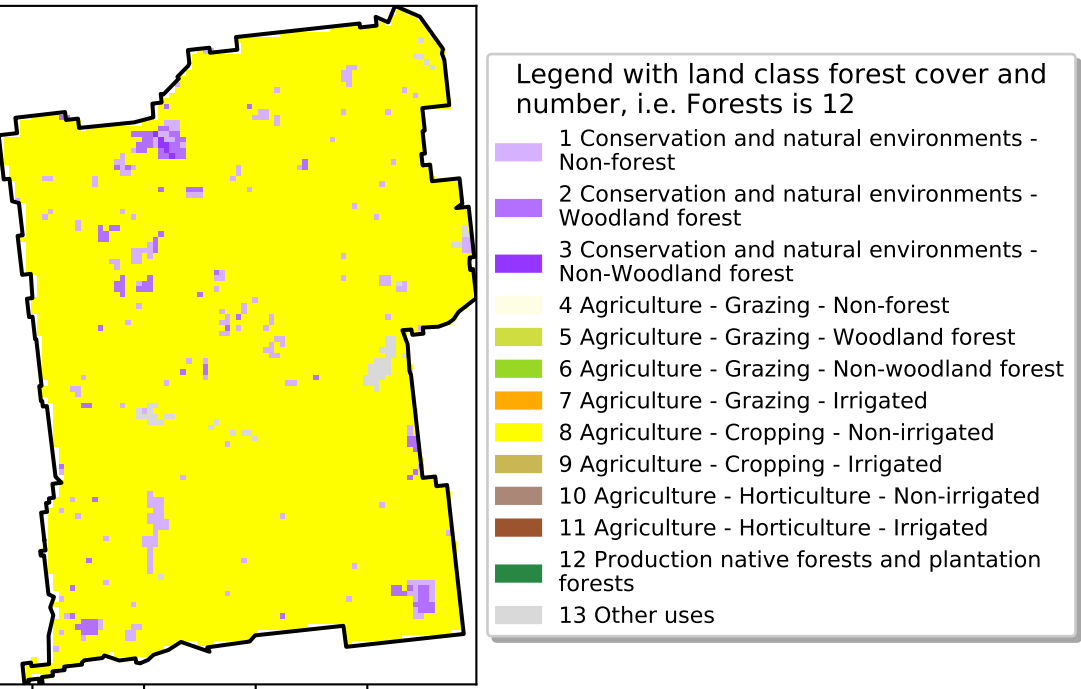 Legend with land class forest cover and
number, i.e. Forests is 12
1 Conservation and natural environments -
Non-forest
2 Conservation and natural environments -
Woodland forest
3 Conservation and natural environments -
Non-Woodland forest
4 Agriculture - Grazing - Non-forest
5 Agriculture - Grazing - Woodland forest
6 Agriculture - Grazing - Non-woodland forest
7 Agriculture - Grazing - Irrigated
8 Agriculture - Cropping - Non-irrigated
9 Agriculture - Cropping - Irrigated
10 Agriculture - Horticulture - Non-irrigated
11 Agriculture - Horticulture - Irrigated
12 Production native forests and plantation
forests
13 Other uses